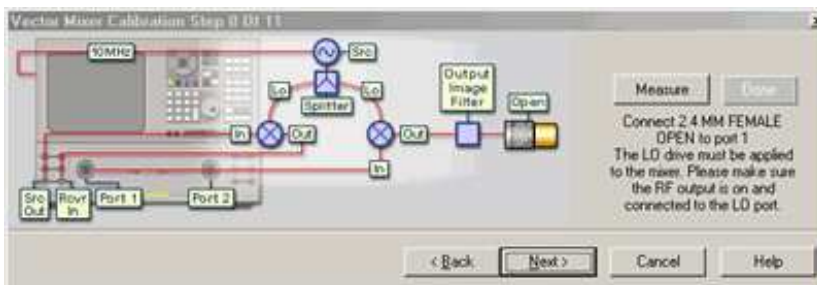 Vector Mixer Calibration Step 8 Of 11
10MHz
Src
Lo
Lo
Splitter
Output
Image
Filter
Open
In
Out
Out
In
Src
Out
Rcvr
In
Port 1
Port 2
Measure
Done
Connect 2.4 MM FEMALE
OPEN to port 1
The LO drive must be applied
to the mixer. Please make sure
the RF output is on and
connected to the LO port.
< Back
Next >
Cancel
Help